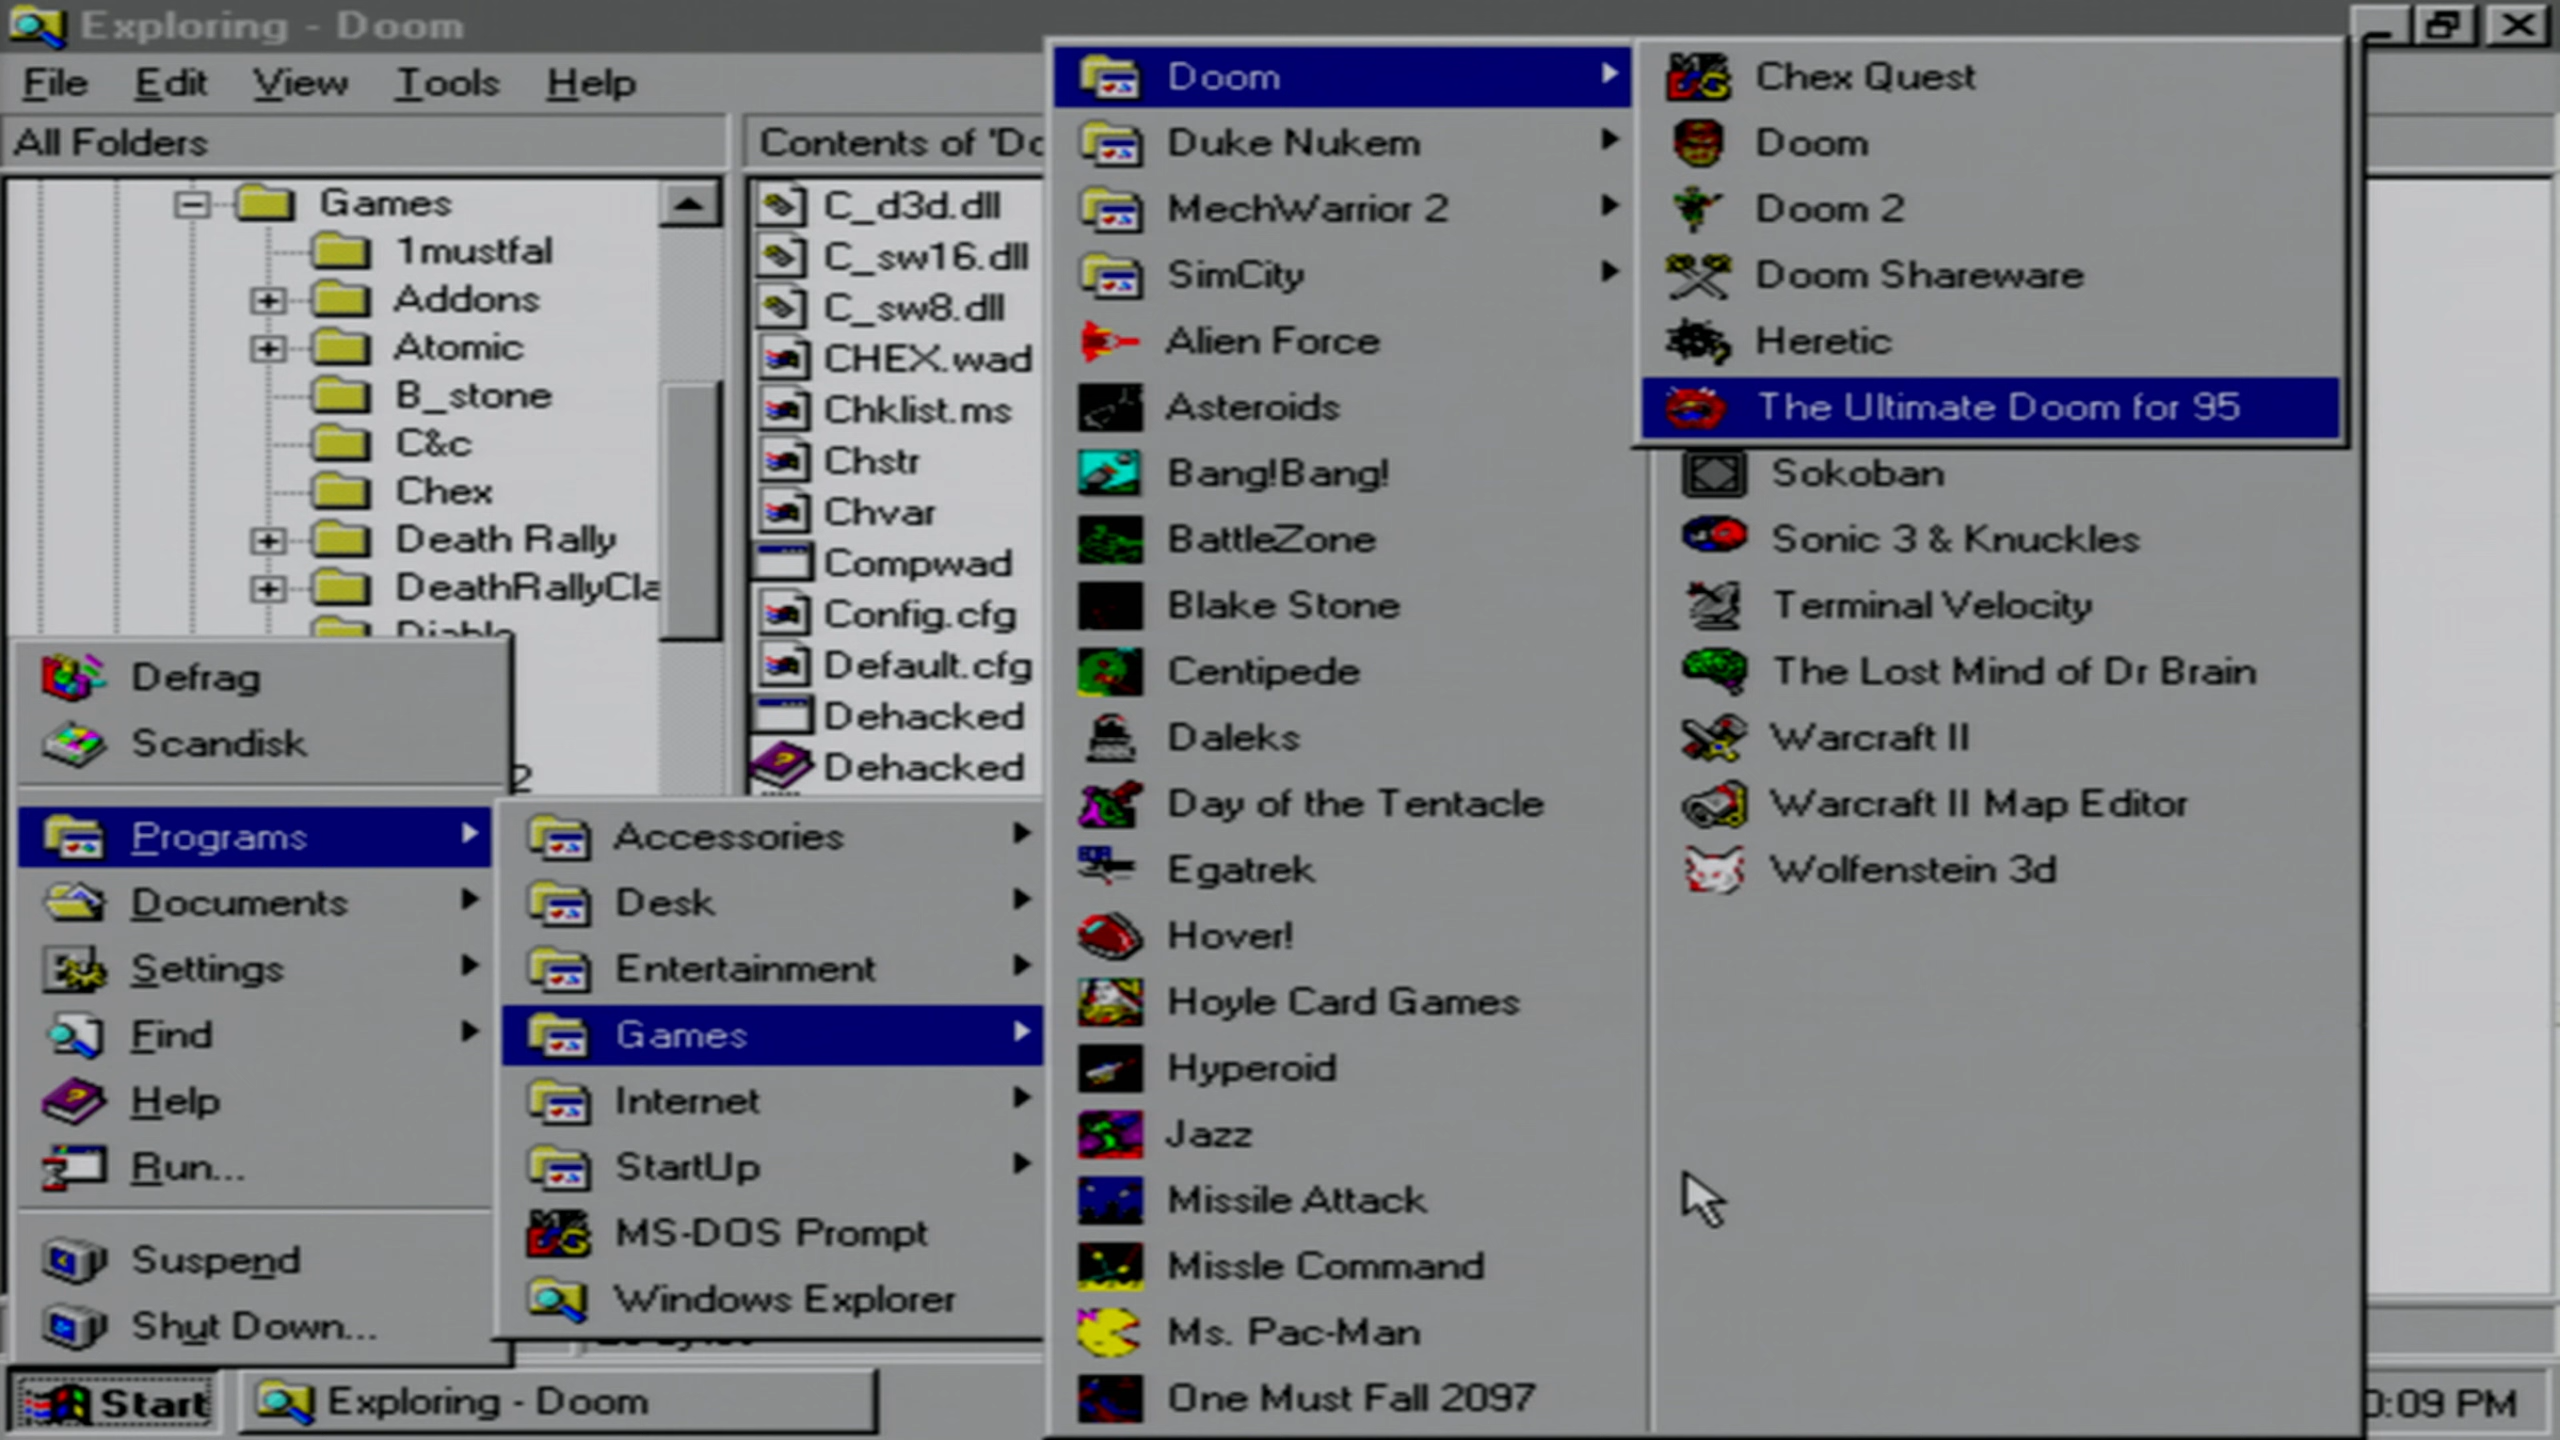 Exploring - Doom
File Edit View Tools Help
All Folders
Contents of 'Do
Games
1mustfal
Addons
Atomic
B_stone
C&c
Chex
Death Rally
DeathRallyCla
Diablo
2
C_d3d.dll
C_sw16.dll
C_sw8.dll
CHEX.wad
Chklist.ms
Chstr
Chvar
Compwad
Config.cfg
Default.cfg
Dehacked
Dehacked
Defrag
Scandisk
Programs
Documents
Settings
Find
Help
Run...
Suspend
Shut Down...
Accessories
Desk
Entertainment
Games
Internet
StartUp
MS-DOS Prompt
Windows Explorer
Doom
Duke Nukem
MechWarrior 2
SimCity
Alien Force
Asteroids
Bang!Bang!
BattleZone
Blake Stone
Centipede
Daleks
Day of the Tentacle
Egatrek
Hover!
Hoyle Card Games
Hyperoid
Jazz
Missile Attack
Missle Command
Ms. Pac-Man
One Must Fall 2097
Chex Quest
Doom
Doom 2
Doom Shareware
Heretic
The Ultimate Doom for 95
Sokoban
Sonic 3 & Knuckles
Terminal Velocity
The Lost Mind of Dr Brain
Warcraft II
Warcraft II Map Editor
Wolfenstein 3d
Start
Exploring - Doom
0:09 PM